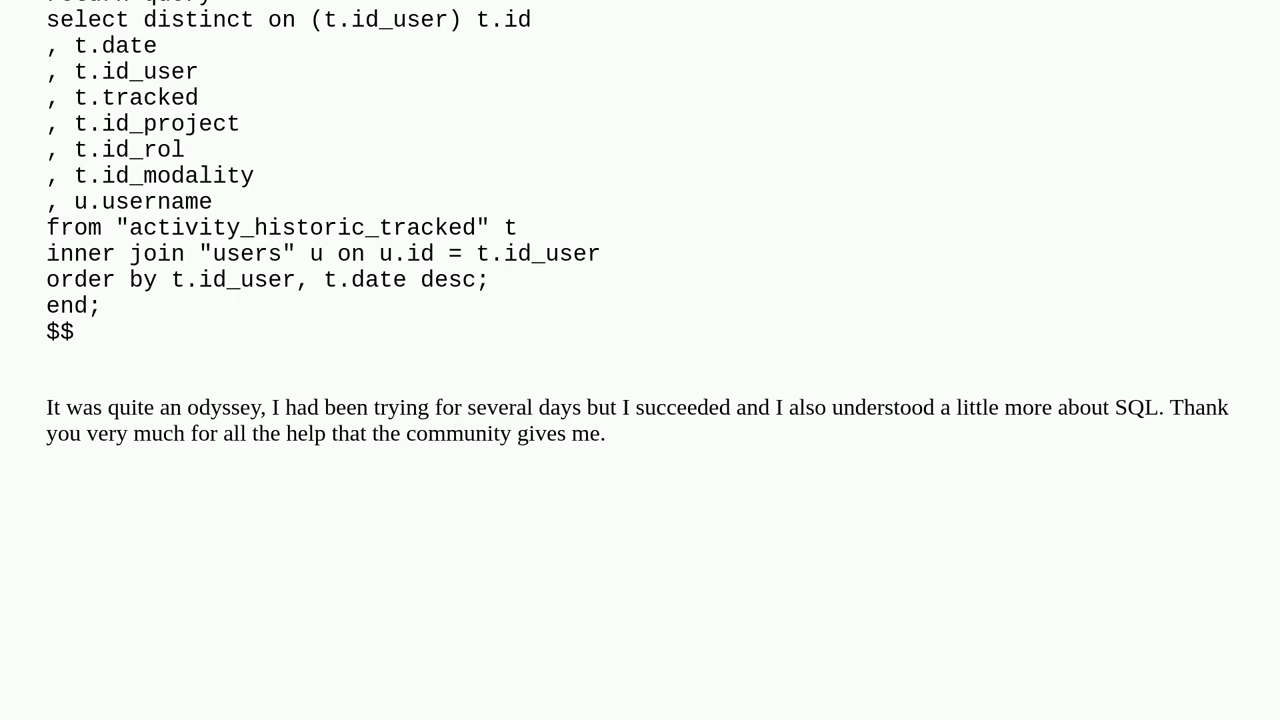 return query
select distinct on (t.id_user) t.id
, t.date
, t.id_user
, t.tracked
, t.id_project
, t.id_rol
, t.id_modality
, u.username
from "activity_historic_tracked" t
inner join "users" u on u.id = t.id_user
order by t.id_user, t.date desc;
end;
$$
It was quite an odyssey, I had been trying for several days but I succeeded and I also understood a little more about SQL. Thank
you very much for all the help that the community gives me.